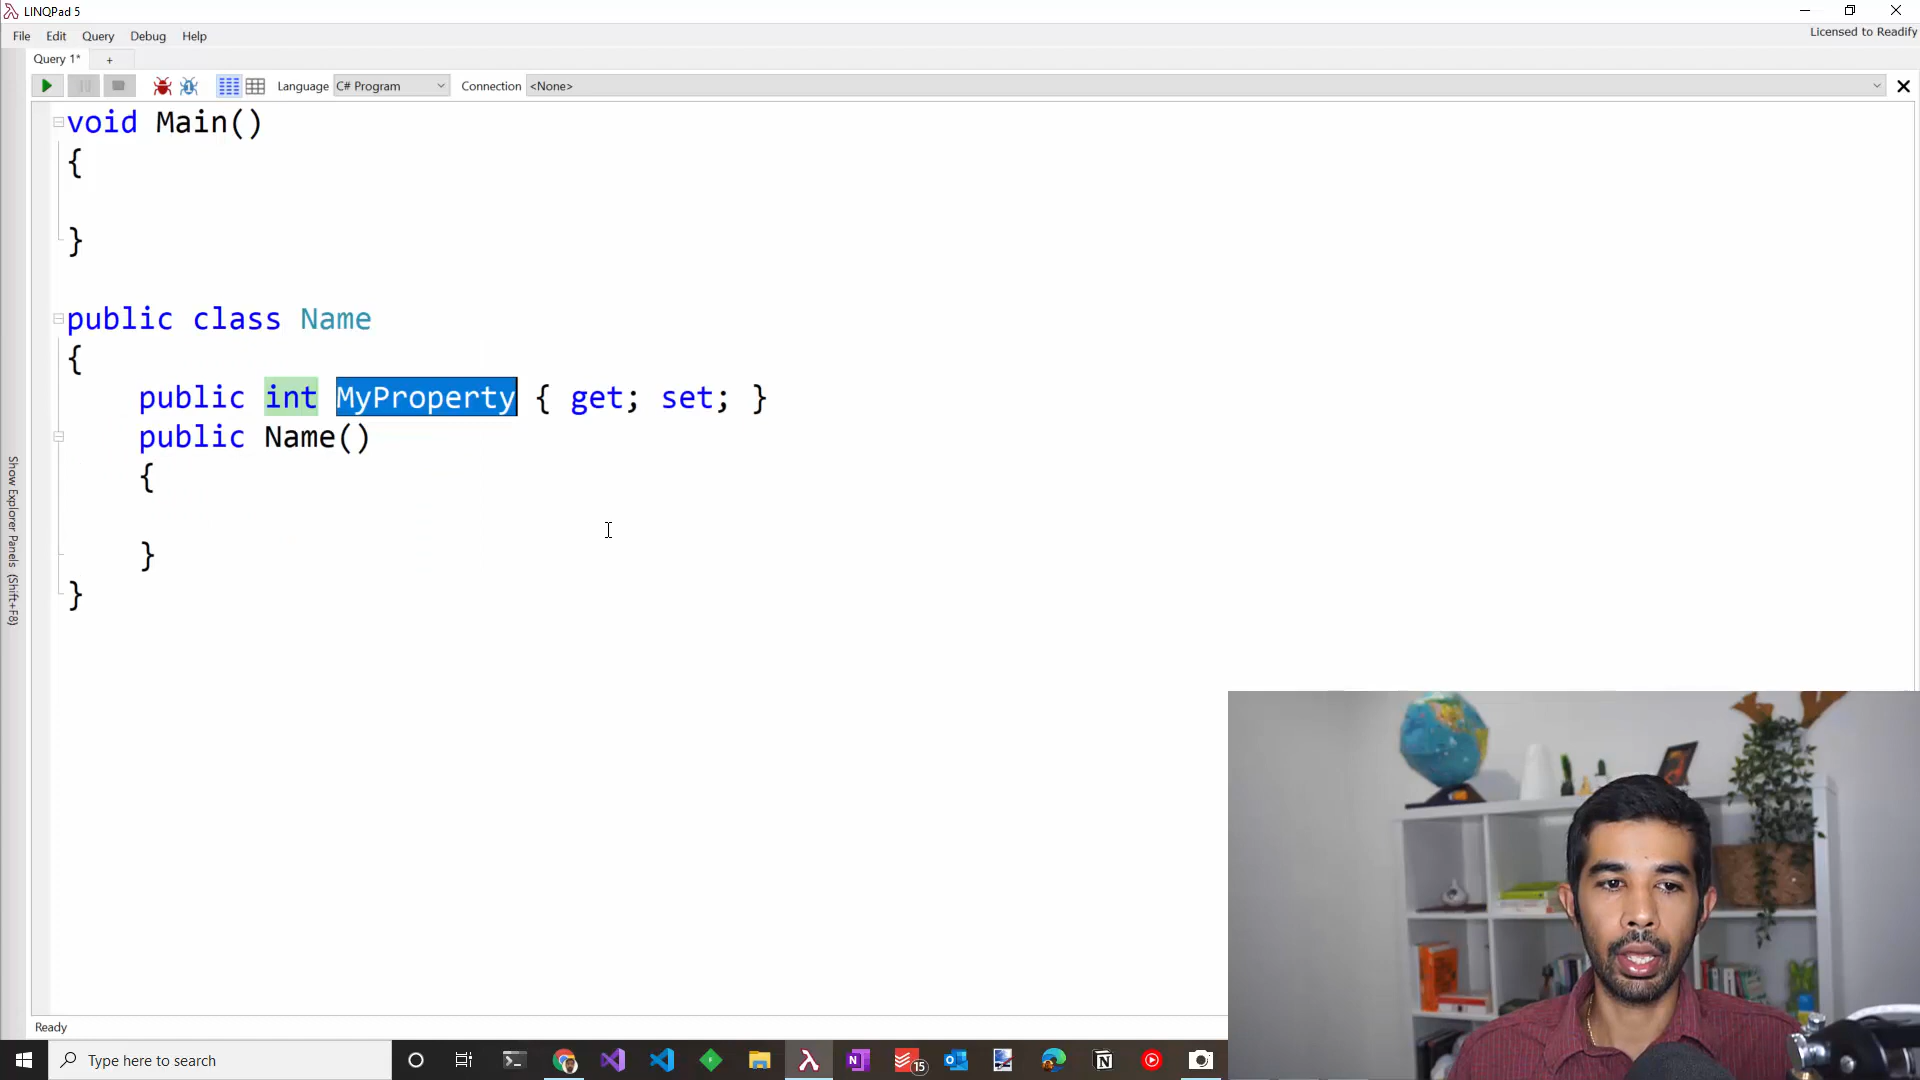 LINQPad 5
File Edit Query Debug Help
Licensed to Readify
Query 1* +
Language C# Program Connection <None>
void Main()
{
}
public class Name
{
public int MyProperty { get; set; }
public Name()
{
}
}
Show Explorer Panels (Shift+F8)
Ready
Type here to search
15